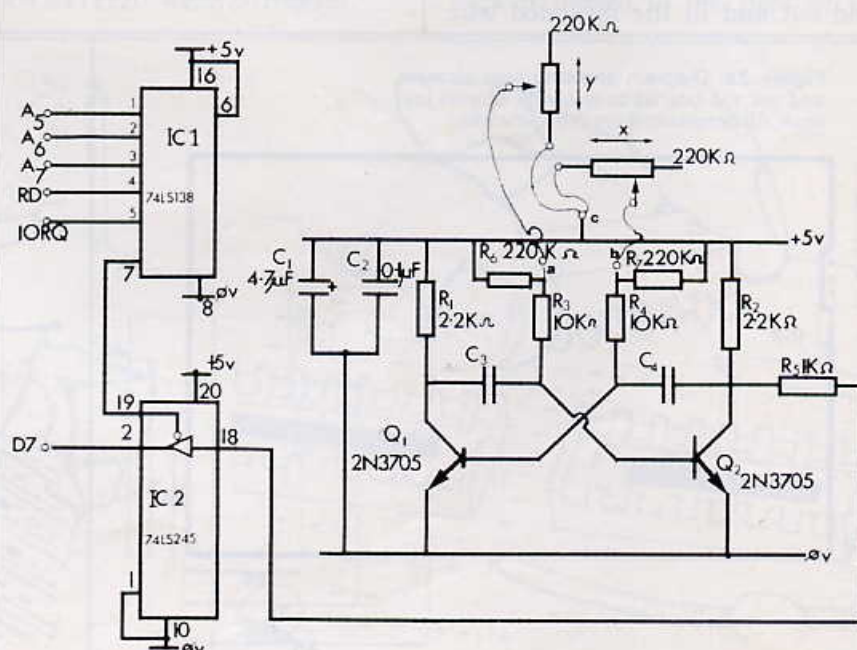 220KΩ
+5v
16
6
y
A5
1
IC1
x
A6
2
220KΩ
A7
3
RD
4
74LS138
IORQ
5
c
+5v
7
C1
4·7µF
+
C2
0·1µF
R6 220KΩ
a
b
R7 220KΩ
8
øv
R1
2·2KΩ
R3
10KΩ
R4
10KΩ
R2
2·2KΩ
+5v
20
C3
C4
R5 1KΩ
19
D7
2
18
Q1
2N3705
Q2
2N3705
IC2
74LS245
øv
1
10
øv